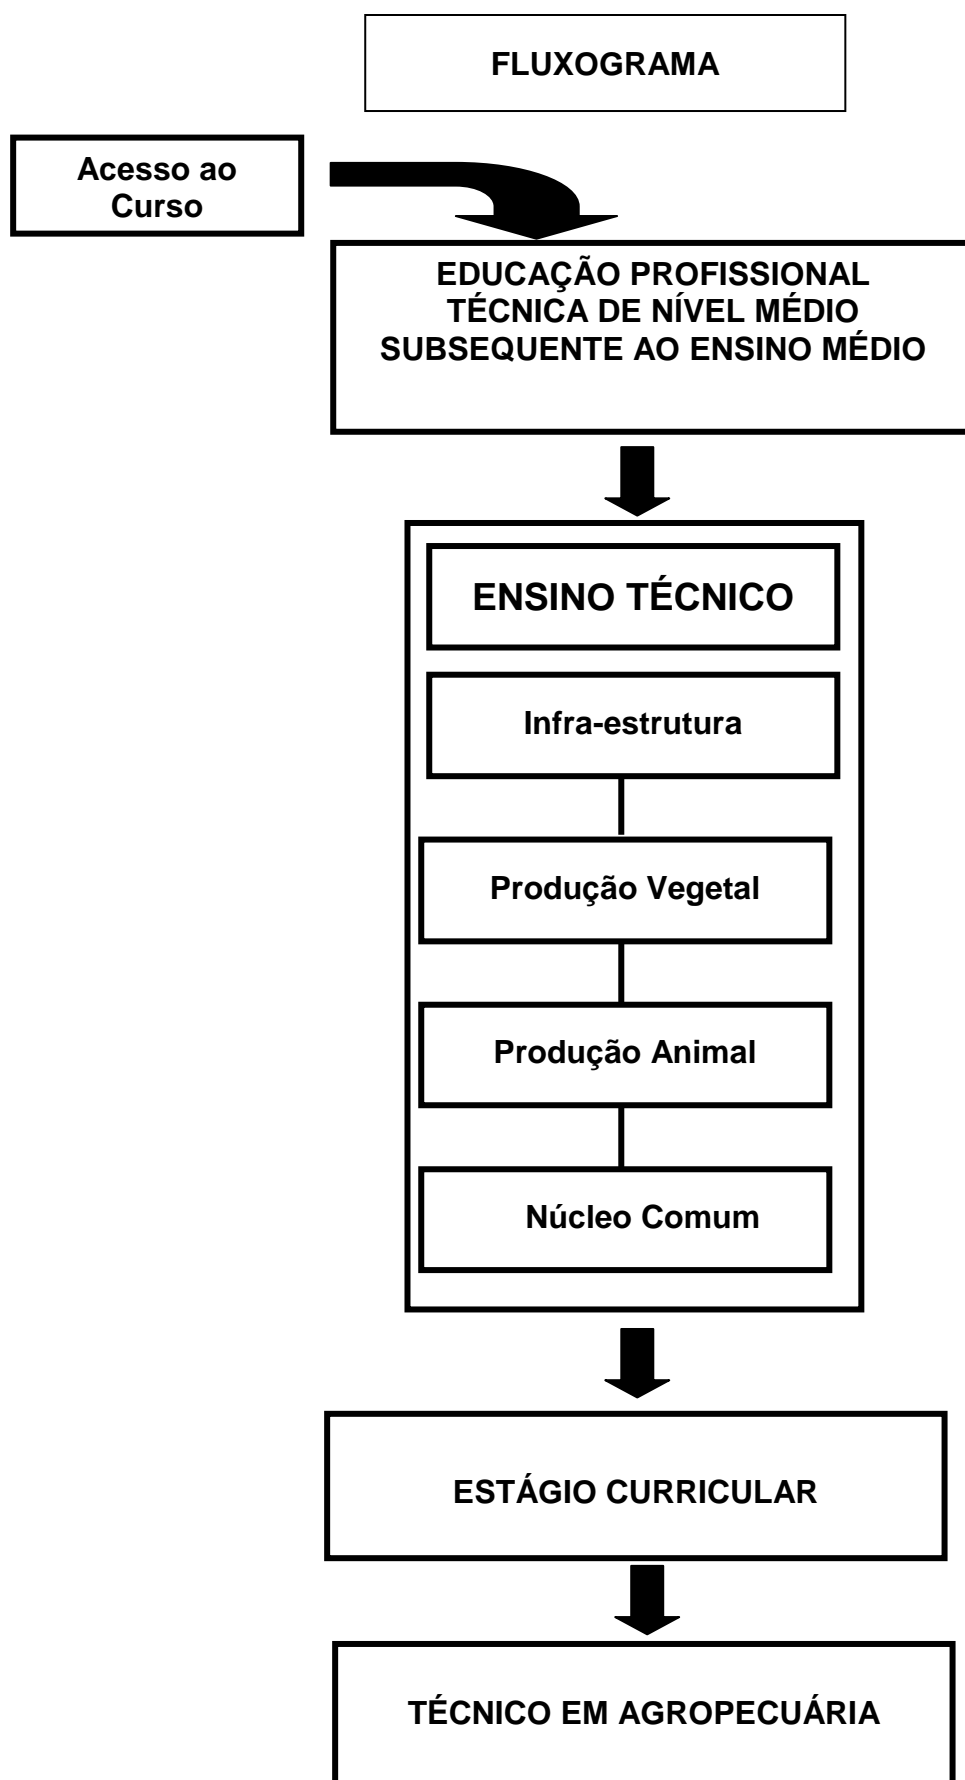 FLUXOGRAMA
Acesso ao
Curso
EDUCAÇÃO PROFISSIONAL
TÉCNICA DE NÍVEL MÉDIO
SUBSEQUENTE AO ENSINO MÉDIO
ENSINO TÉCNICO
Infra-estrutura
Produção Vegetal
Produção Animal
Núcleo Comum
ESTÁGIO CURRICULAR
TÉCNICO EM AGROPECUÁRIA